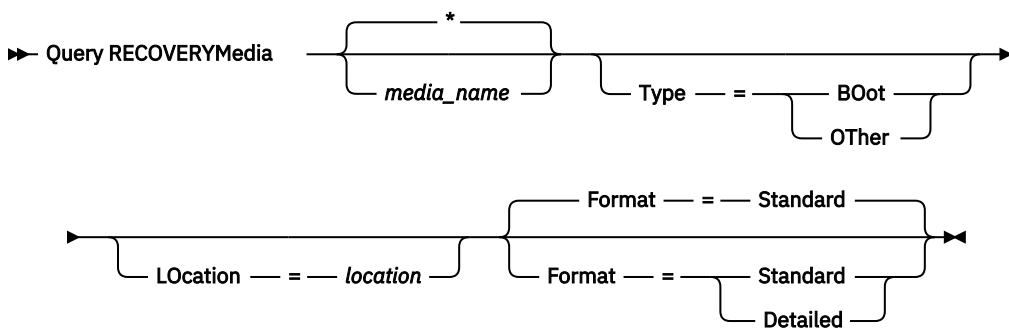 *
Query RECOVERYMedia
media_name
Type = BOot
OTher
Format = Standard
LOcation = location
Format = Standard
Detailed